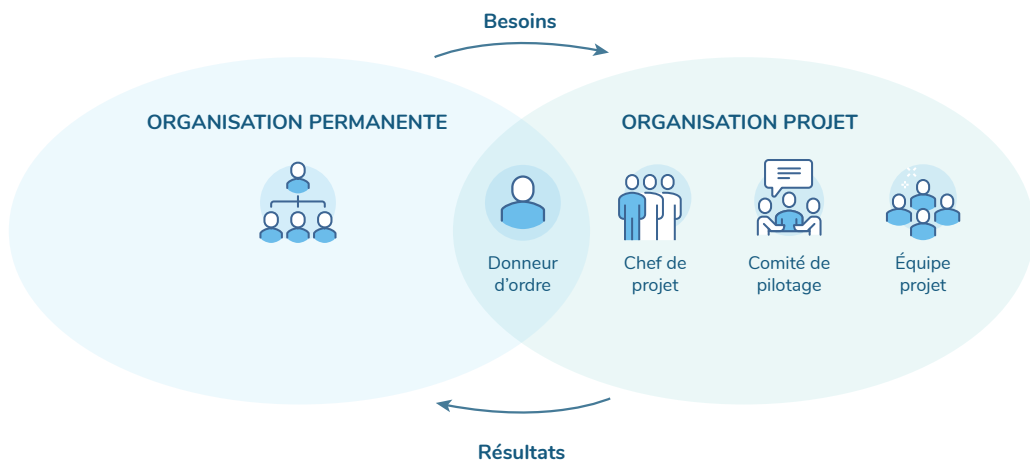 Besoins
ORGANISATION PERMANENTE
ORGANISATION PROJET
Donneur
d'ordre
Chef de
projet
Comité de
pilotage
Équipe
projet
Résultats